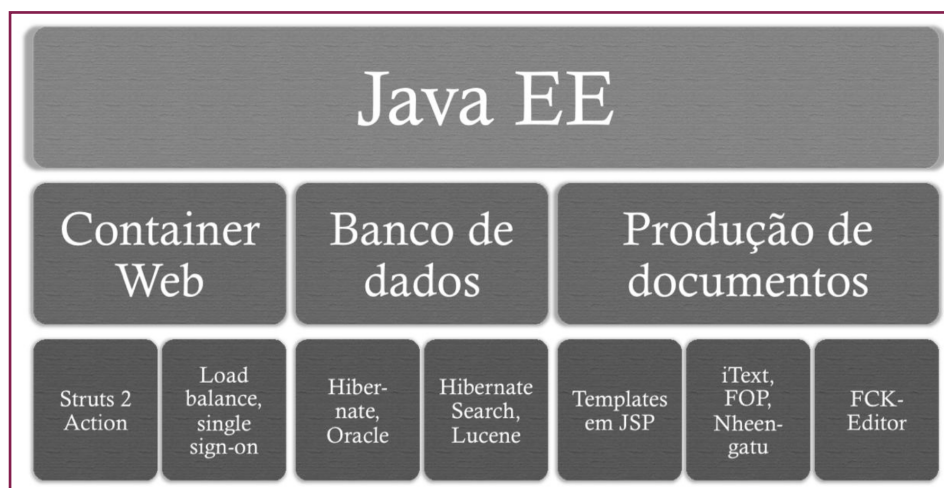 Java EE
Container
Web
Banco de
dados
Produção de
documentos
Struts 2
Action
Load
balance,
single
sign-on
Hiber-
nate,
Oracle
Hibernate
Search,
Lucene
Templates
em JSP
iText,
FOP,
Nheen-
gatu
FCK-
Editor